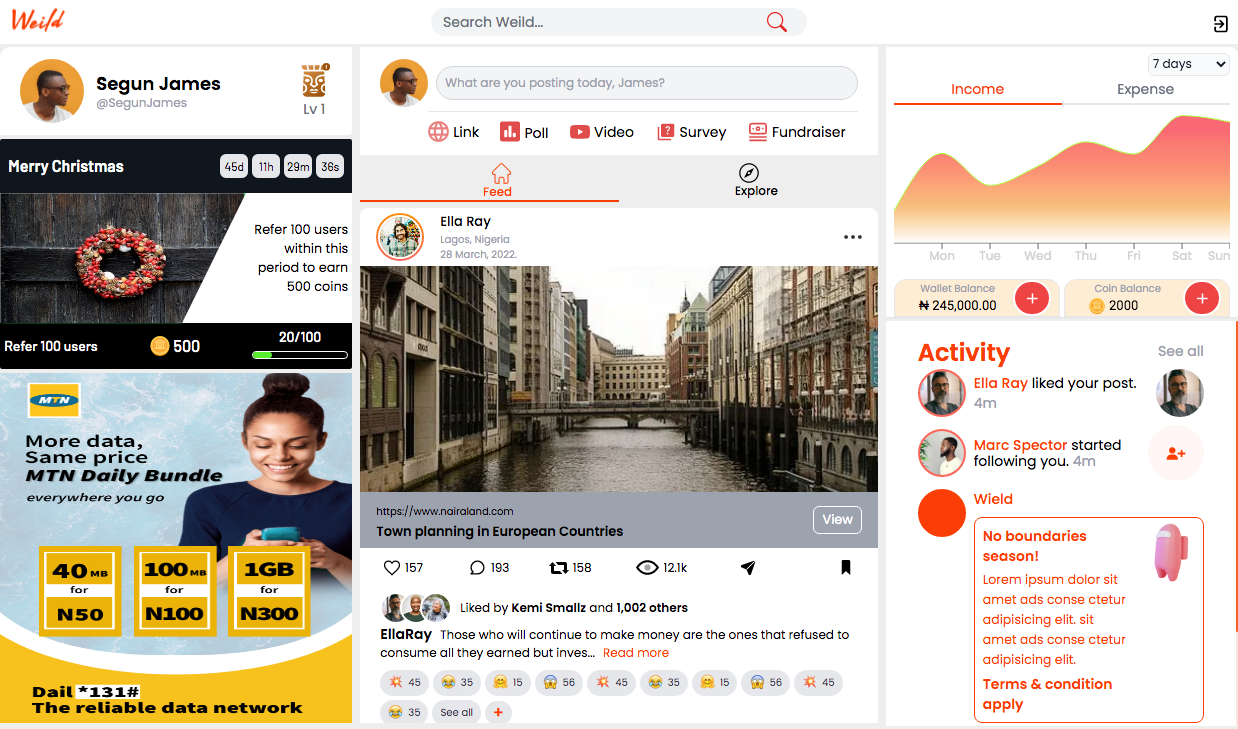 Weild
Search Weild...
Segun James
@SegunJames
Lv 1
Merry Christmas
45d 11h 29m 36s
Refer 100 users
within this
period to earn
500 coins
Refer 100 users
500
20/100
MTN
More data,
Same price
MTN Daily Bundle
everywhere you go
40 MB
for
N50
100 MB
for
N100
1GB
for
N300
Dail *131#
The reliable data network
What are you posting today, James?
Link
Poll
Video
Survey
Fundraiser
Feed
Explore
Ella Ray
Lagos, Nigeria
28 March, 2022.
https://www.nairaland.com
Town planning in European Countries
View
157
193
158
12.1k
Liked by Kemi Smallz and 1,002 others
EllaRay Those who will continue to make money are the ones that refused to
consume all they earned but inves... Read more
💥 45 😂 35 🤗 15 😱 56 💥 45 😂 35 🤗 15 😱 56 💥 45
😂 35 See all +
7 days
Income
Expense
Mon Tue Wed Thu Fri Sat Sun
Wallet Balance
₦ 245,000.00
+
Coin Balance
2000
+
Activity
See all
Ella Ray liked your post.
4m
Marc Spector started
following you. 4m
Wield
No boundaries
season!
Lorem ipsum dolor sit
amet ads conse ctetur
adipisicing elit. sit
amet ads conse ctetur
adipisicing elit.
Terms & condition
apply